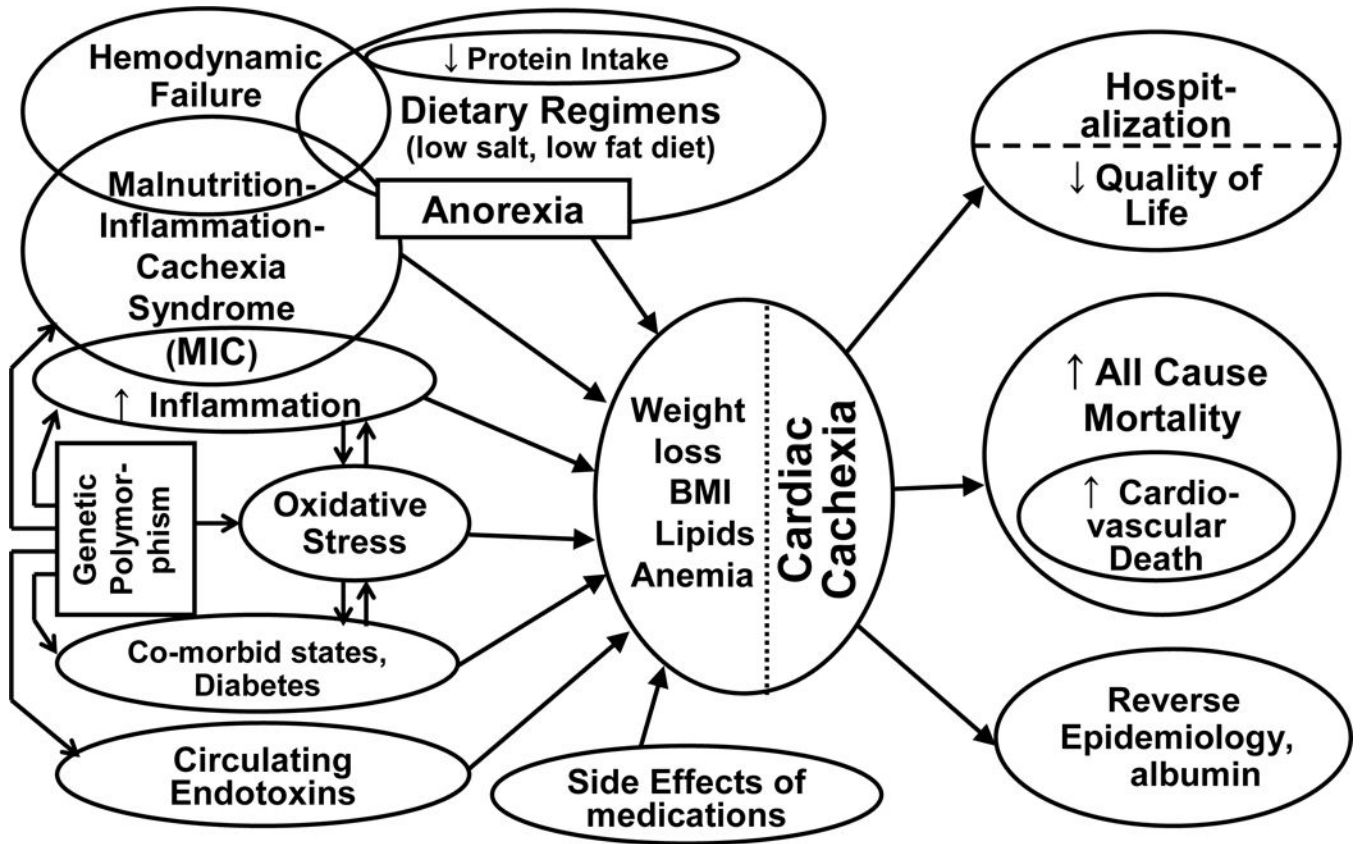 Hemodynamic
Failure
↓ Protein Intake
Dietary Regimens
(low salt, low fat diet)
Malnutrition-
Inflammation-
Cachexia
Syndrome
(MIC)
Anorexia
↑ Inflammation
Genetic
Polymor-
phism
Oxidative
Stress
Co-morbid states,
Diabetes
Circulating
Endotoxins
Side Effects of
medications
Weight
loss
BMI
Lipids
Anemia
Cardiac
Cachexia
Hospit-
alization
↓ Quality of
Life
↑ All Cause
Mortality
↑ Cardio-
vascular
Death
Reverse
Epidemiology,
albumin